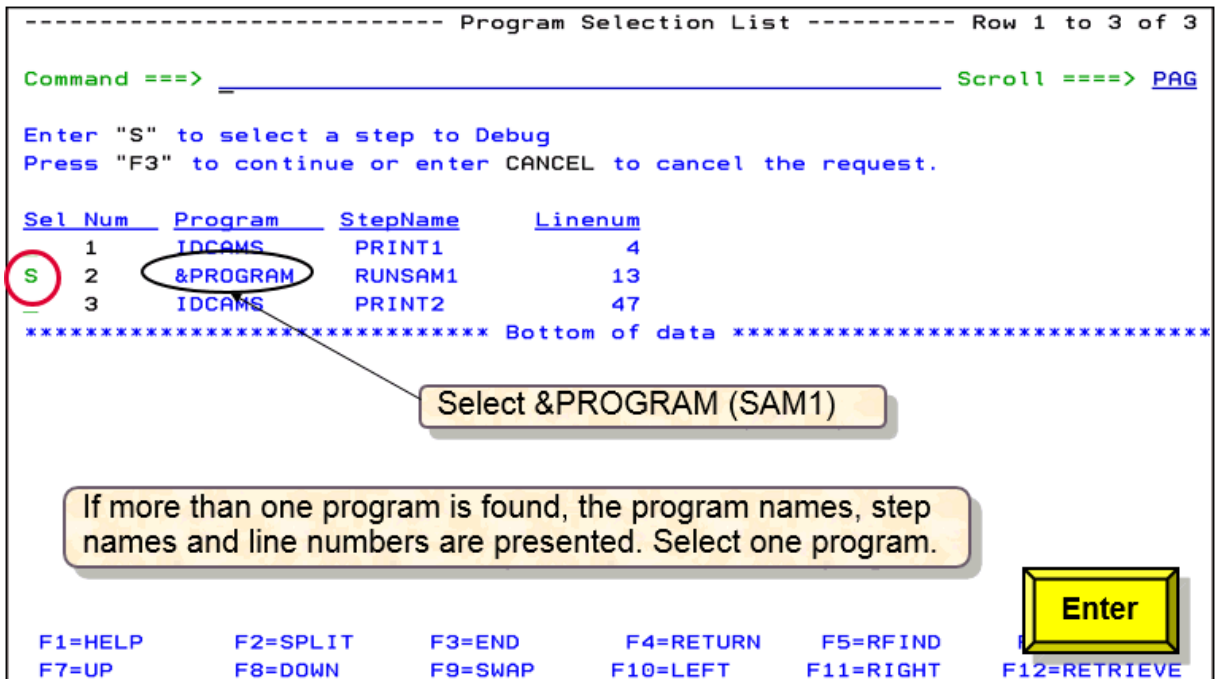 ---------------------------- Program Selection List ---------- Row 1 to 3 of 3
Command ===> _ Scroll ====> PAG
Enter "S" to select a step to Debug
Press "F3" to continue or enter CANCEL to cancel the request.
Sel Num Program StepName Linenum
1 IDCAMS PRINT1 4
S 2 &PROGRAM RUNSAM1 13
_ 3 IDCAMS PRINT2 47
******************************* Bottom of data ********************************
Select &PROGRAM (SAM1)
If more than one program is found, the program names, step
names and line numbers are presented. Select one program.
Enter
F1=HELP F2=SPLIT F3=END F4=RETURN F5=RFIND
F7=UP F8=DOWN F9=SWAP F10=LEFT F11=RIGHT F12=RETRIEVE